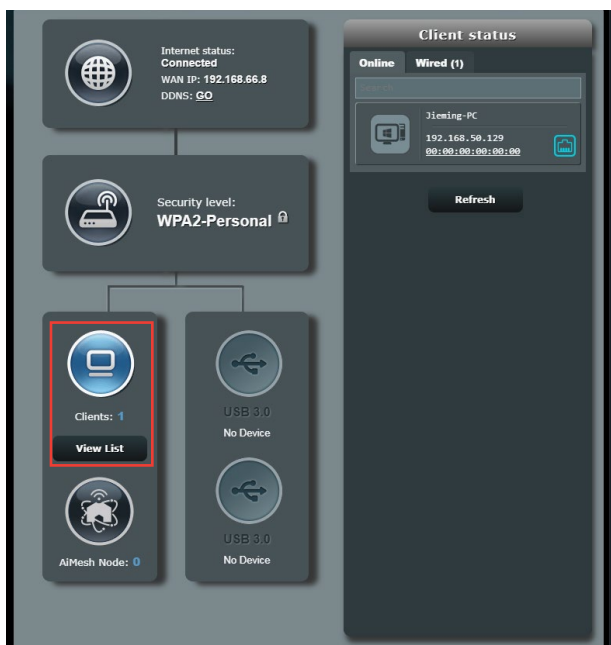 Internet status:
Connected
WAN IP: 192.168.66.8
DDNS: GO
Security level:
WPA2-Personal
Clients: 1
View List
AiMesh Node: 0
USB 3.0
No Device
USB 3.0
No Device
Client status
Online Wired (1)
Jieming-PC
192.168.50.129
00:00:00:00:00:00
Refresh